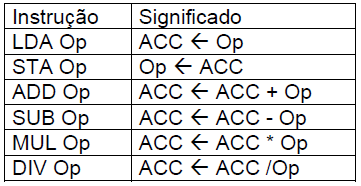 Instrução Significado
LDA Op ACC ← Op
STA Op Op ← ACC
ADD Op ACC ← ACC + Op
SUB Op ACC ← ACC - Op
MUL Op ACC ← ACC * Op
DIV Op ACC ← ACC /Op